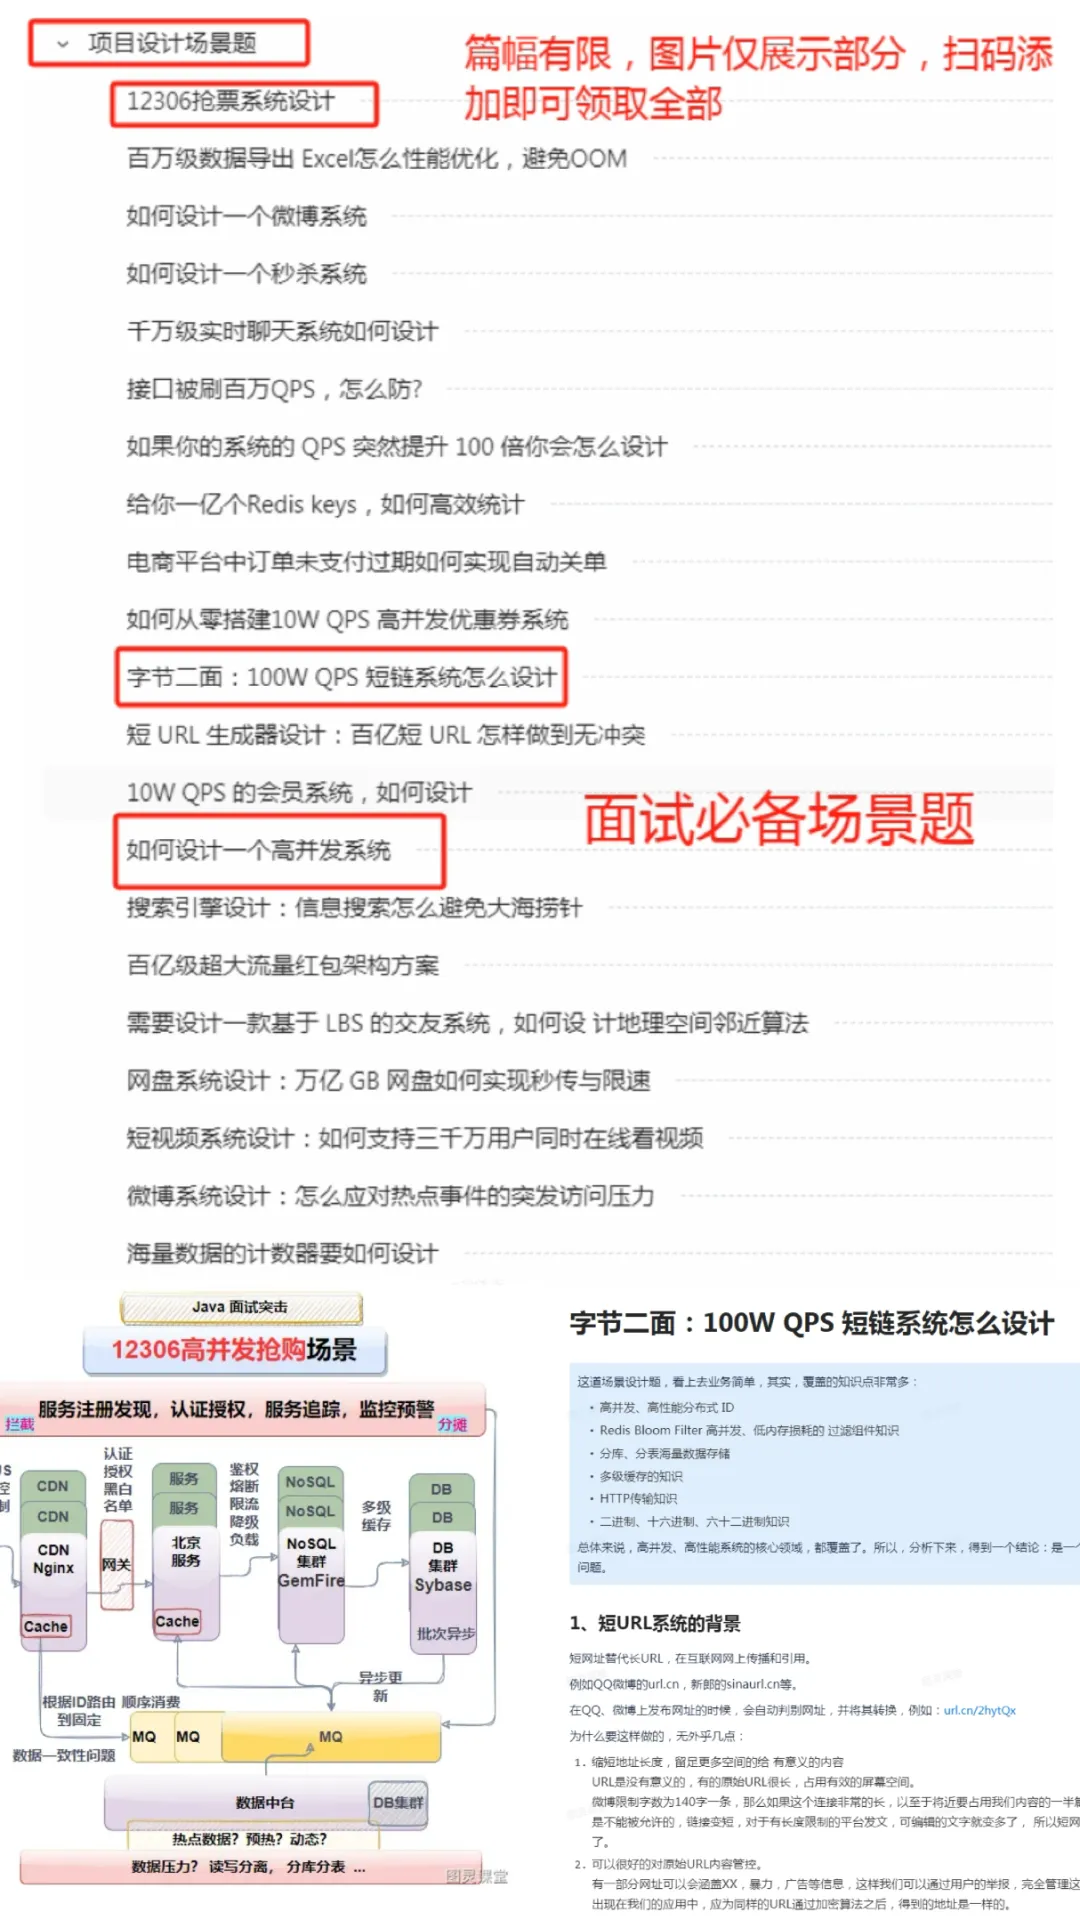 项目设计场景题
篇幅有限，图片仅展示部分，扫码添
加即可领取全部
12306抢票系统设计
百万级数据导出 Excel怎么性能优化，避免OOM
如何设计一个微博系统
如何设计一个秒杀系统
千万级实时聊天系统如何设计
接口被刷百万QPS，怎么防?
如果你的系统的 QPS 突然提升 100 倍你会怎么设计
给你一亿个Redis keys，如何高效统计
电商平台中订单未支付过期如何实现自动关单
如何从零搭建10W QPS 高并发优惠券系统
字节二面：100W QPS 短链系统怎么设计
短 URL 生成器设计：百亿短 URL 怎样做到无冲突
10W QPS 的会员系统，如何设计
面试必备场景题
如何设计一个高并发系统
搜索引擎设计：信息搜索怎么避免大海捞针
百亿级超大流量红包架构方案
需要设计一款基于 LBS 的交友系统，如何设 计地理空间邻近算法
网盘系统设计：万亿 GB 网盘如何实现秒传与限速
短视频系统设计：如何支持三千万用户同时在线看视频
微博系统设计：怎么应对热点事件的突发访问压力
海量数据的计数器要如何设计
Java 面试突击
12306高并发抢购场景
服务注册发现，认证授权，服务追踪，监控预警
拦截
分摊
认证
授权
黑白
名单
鉴权
熔断
限流
降级
负载
多级
缓存
CDN
CDN
CDN
Nginx
Cache
网关
服务
服务
北京
服务
Cache
NoSQL
NoSQL
NoSQL
集群
GemFire
DB
DB
DB
集群
Sybase
批次异步
异步更
新
根据ID路由
到固定
顺序消费
数据一致性问题
MQ
MQ
MQ
数据中台
DB集群
热点数据？预热？动态？
数据压力？ 读写分离， 分库分表 ...
图灵课堂
字节二面：100W QPS 短链系统怎么设计
这道场景设计题，看上去业务简单，其实，覆盖的知识点非常多：
• 高并发、高性能分布式 ID
• Redis Bloom Filter 高并发、低内存损耗的 过滤组件知识
• 分库、分表海量数据存储
• 多级缓存的知识
• HTTP传输知识
• 二进制、十六进制、六十二进制知识
总体来说，高并发、高性能系统的核心领域，都覆盖了。所以，分析下来，得到一个结论：是一个
问题。
1、短URL系统的背景
短网址替代长URL，在互联网网上传播和引用。
例如QQ微博的url.cn，新郎的sinaurl.cn等。
在QQ、微博上发布网址的时候，会自动判别网址，并将其转换，例如：url.cn/2hytQx
为什么要这样做的，无外乎几点：
1. 缩短地址长度，留足更多空间的给 有意义的内容
URL是没有意义的，有的原始URL很长，占用有效的屏幕空间。
微博限制字数为140字一条，那么如果这个连接非常的长，以至于将近要占用我们内容的一半
是不能被允许的，链接变短，对于有长度限制的平台发文，可编辑的文字就变多了， 所以短网
了。
2. 可以很好的对原始URL内容管控。
有一部分网址可以会涵盖XX，暴力，广告等信息，这样我们可以通过用户的举报，完全管理这
出现在我们的应用中，应为同样的URL通过加密算法之后，得到的地址是一样的。